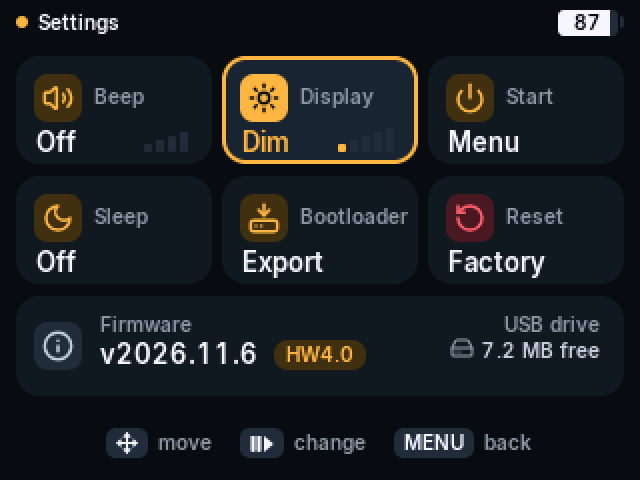 Settings
87
Beep
Off
Display
Dim
Start
Menu
Sleep
Off
Bootloader
Export
Reset
Factory
Firmware
v2026.11.6 HW4.0
USB drive
7.2 MB free
move change MENU back